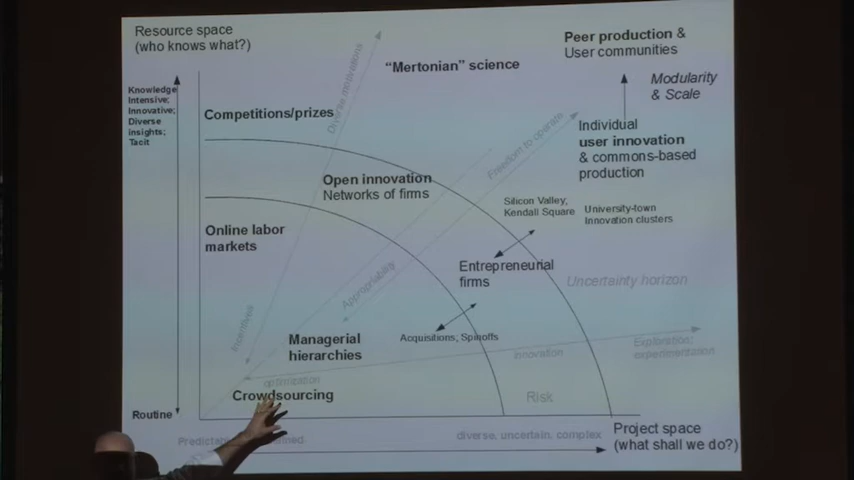 Resource space
(who knows what?)
Knowledge
Intensive;
Innovative;
Diverse
insights;
Tacit
Competitions/prizes
Diverse motivations
"Mertonian" science
Peer production &
User communities
Modularity
& Scale
Individual
user innovation
& commons-based
production
Freedom to operate
Open innovation
Networks of firms
Silicon Valley,
Kendall Square
University-town
Innovation clusters
Online labor
markets
Entrepreneurial
firms
Uncertainty horizon
Appropriability
Incentives
Managerial
hierarchies
Acquisitions; Spinoffs
innovation
Exploration;
experimentation
optimization
Crowdsourcing
Risk
Routine
diverse, uncertain, complex
Project space
(what shall we do?)